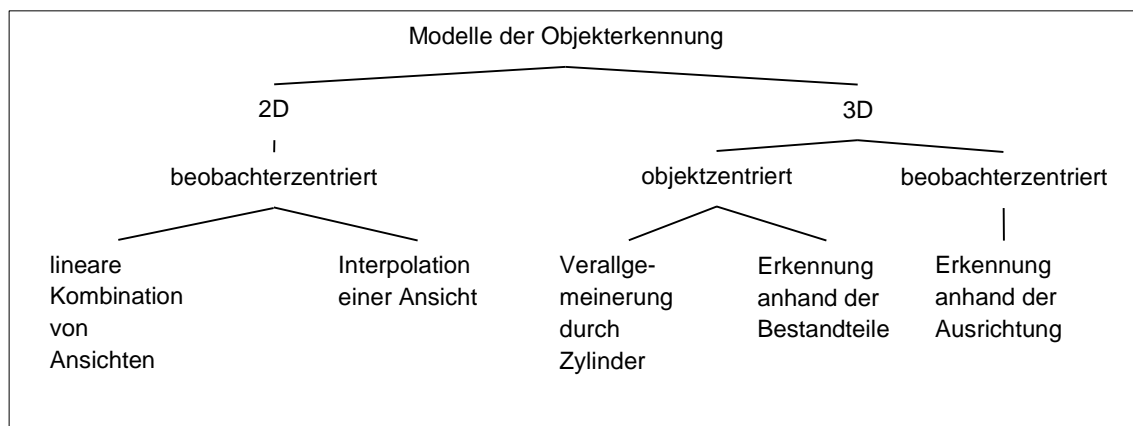 Modelle der Objekterkennung
2D
3D
beobachterzentriert
objektzentriert
beobachterzentriert
lineare
Kombination
von
Ansichten
Interpolation
einer Ansicht
Verallge-
meinerung
durch
Zylinder
Erkennung
anhand der
Bestandteile
Erkennung
anhand der
Ausrichtung